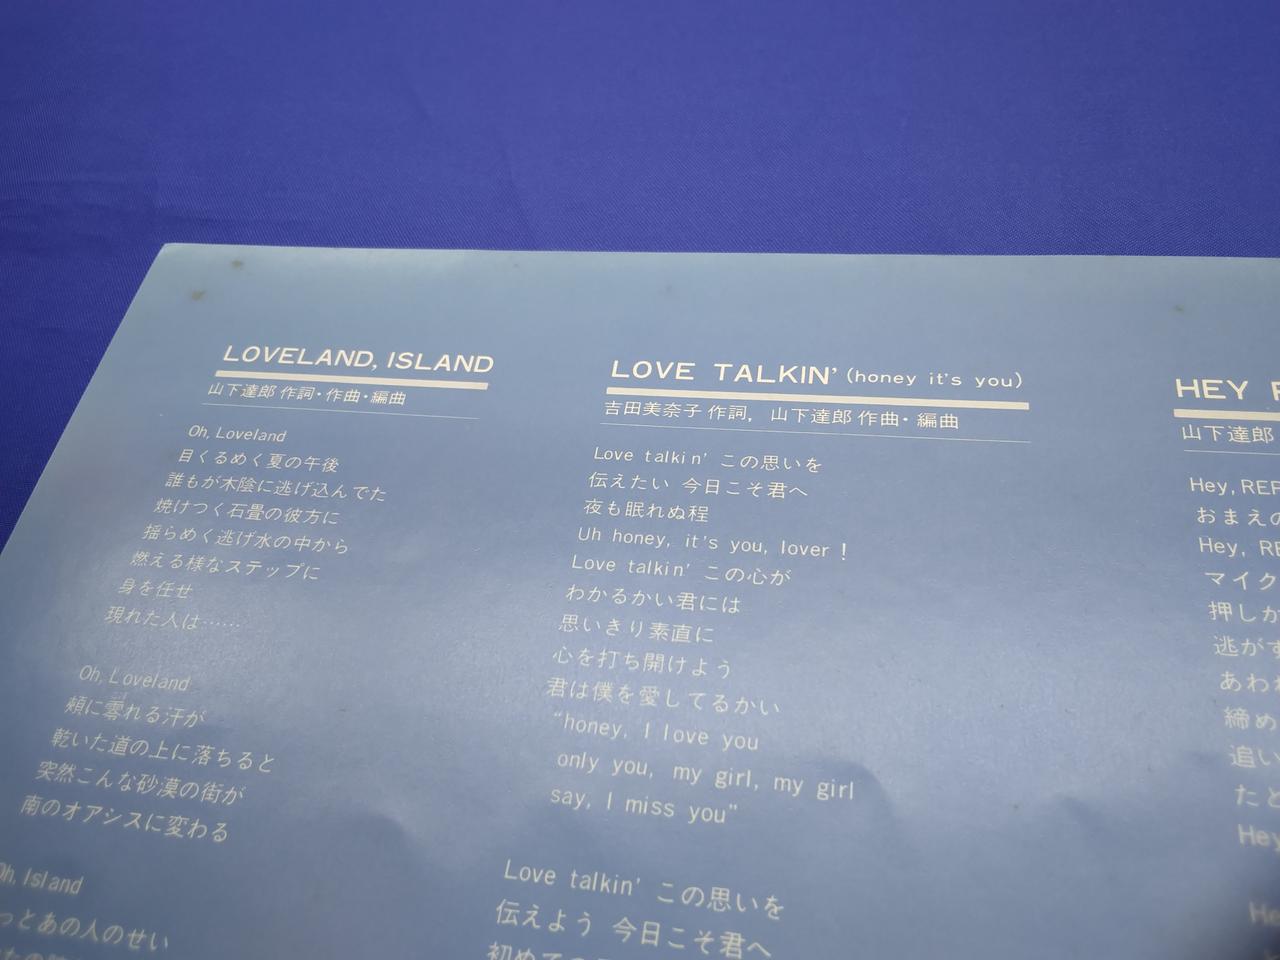 LOVELAND, ISLAND
山下達郎 作詞・作曲・編曲
Oh, Loveland
目くるめく夏の午後
誰もが木陰に逃げ込んでた
焼けつく石畳の彼方に
揺らめく逃げ水の中から
燃える様なステップに
身を任せ
現れた人は……
Oh, Loveland
頰に零れる汗が
乾いた道の上に落ちると
突然こんな砂漠の街が
南のオアシスに変わる
Oh, Island
っとあの人のせい
LOVE TALKIN' (honey it's you)
吉田美奈子 作詞, 山下達郎 作曲・編曲
Love talkin' この思いを
伝えたい 今日こそ君へ
夜も眠れぬ程
Uh honey, it's you, lover !
Love talkin' この心が
わかるかい君には
思いきり素直に
心を打ち開けよう
君は僕を愛してるかい
"honey, I love you
only you, my girl, my girl
say, I miss you"
Love talkin' この思いを
伝えよう 今日こそ君へ
初めての
HEY
山下達郎
Hey, REP
おまえの
Hey, RE
マイク
押しか
逃がす
あわれ
締め
追い
たと
Hey
He